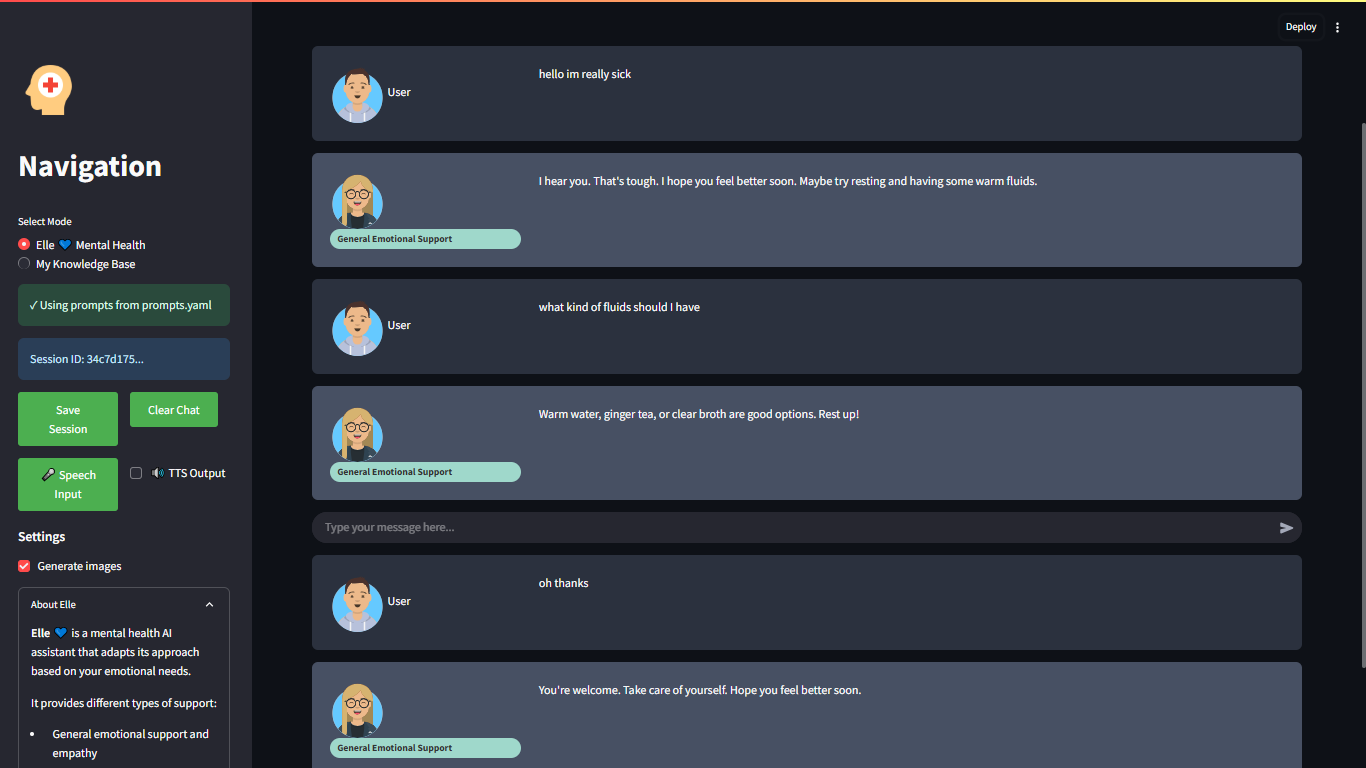 Deploy
Navigation
Select Mode
Elle 💙 Mental Health
My Knowledge Base
✓ Using prompts from prompts.yaml
Session ID: 34c7d175...
Save
Session
Clear Chat
🎤 Speech
Input
🔊 TTS Output
Settings
Generate images
About Elle
Elle 💙 is a mental health AI
assistant that adapts its approach
based on your emotional needs.
It provides different types of support:
• General emotional support and
empathy
User
hello im really sick
I hear you. That's tough. I hope you feel better soon. Maybe try resting and having some warm fluids.
General Emotional Support
User
what kind of fluids should I have
Warm water, ginger tea, or clear broth are good options. Rest up!
General Emotional Support
Type your message here...
User
oh thanks
You're welcome. Take care of yourself. Hope you feel better soon.
General Emotional Support